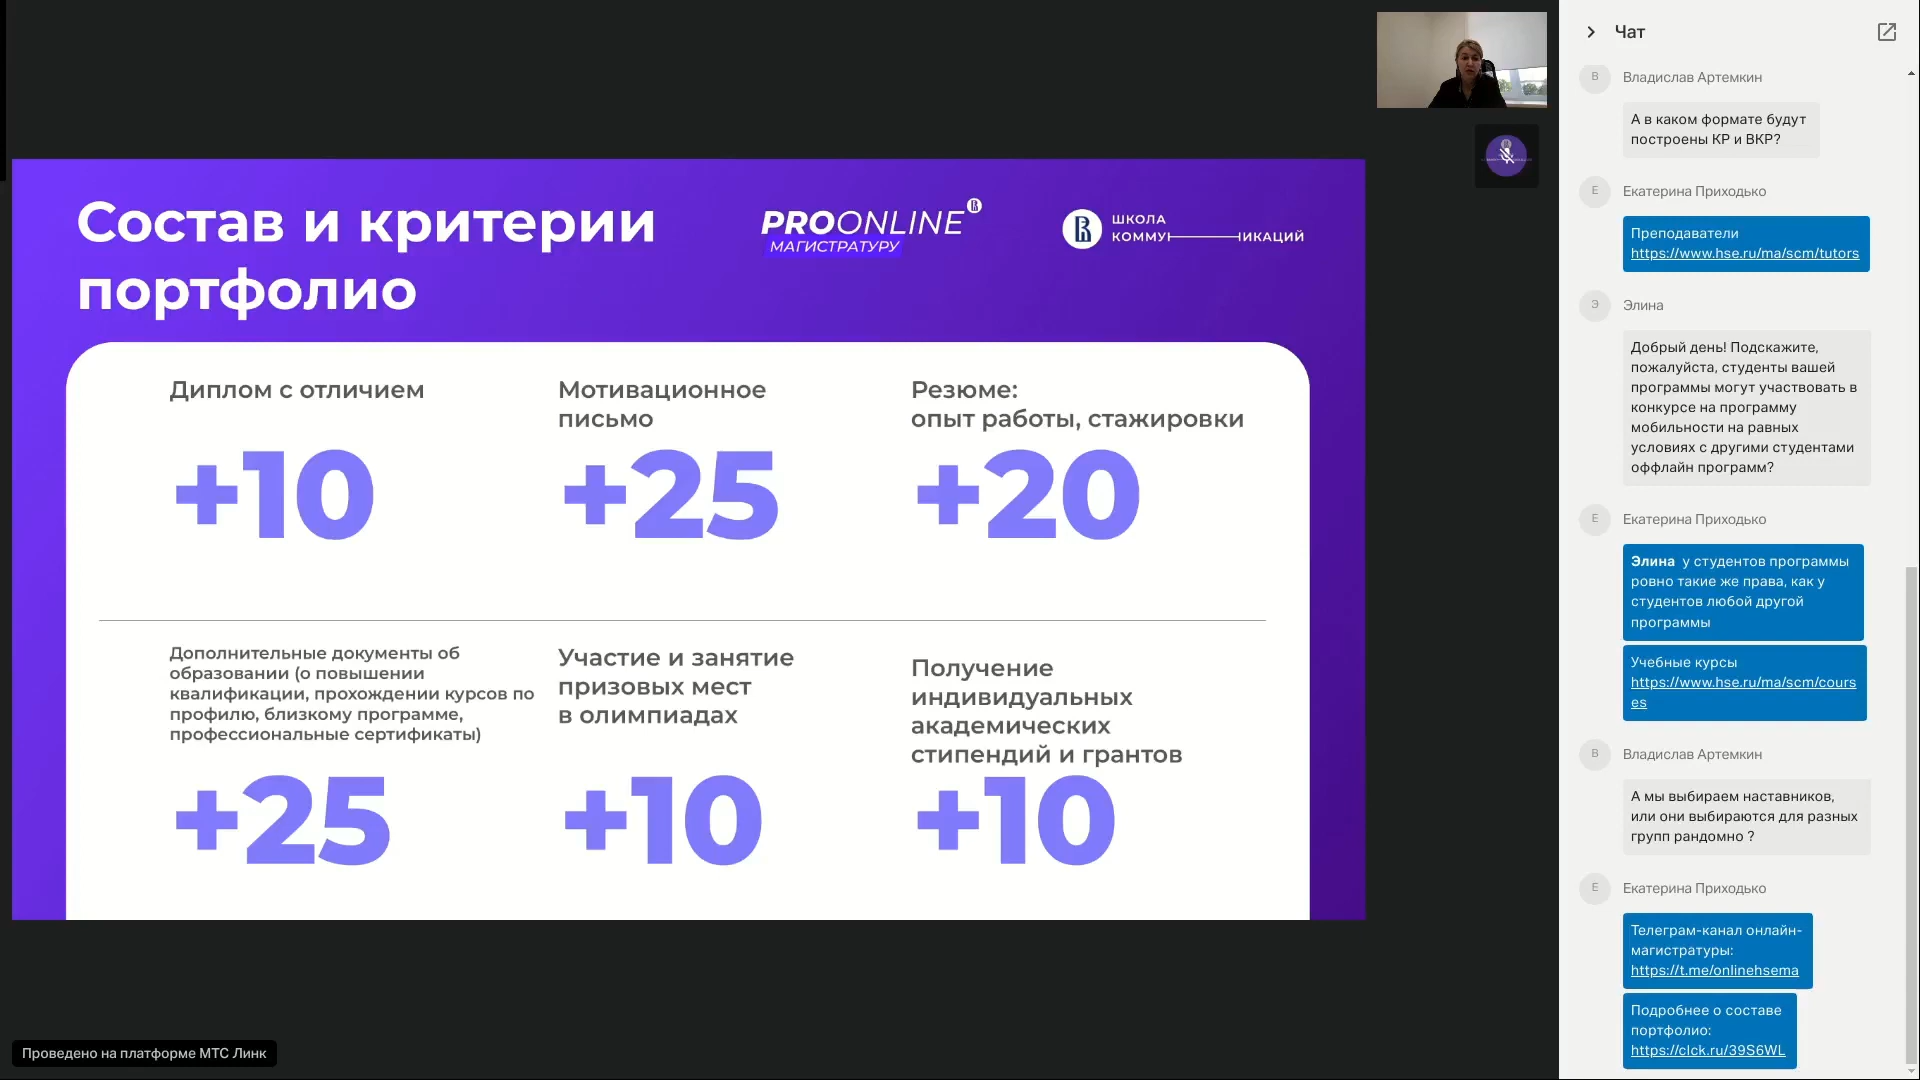 Состав и критерии
портфолио
PROONLINE
МАГИСТРАТУРУ
ШКОЛА
КОММУНИКАЦИЙ
Диплом с отличием
+10
Мотивационное
письмо
+25
Резюме:
опыт работы, стажировки
+20
Дополнительные документы об
образовании (о повышении
квалификации, прохождении курсов по
профилю, близкому программе,
профессиональные сертификаты)
+25
Участие и занятие
призовых мест
в олимпиадах
+10
Получение
индивидуальных
академических
стипендий и грантов
+10
Проведено на платформе МТС Линк
Чат
В
Владислав Артемкин
А в каком формате будут
построены КР и ВКР?
Е
Екатерина Приходько
Преподаватели
https://www.hse.ru/ma/scm/tutors
Э
Элина
Добрый день! Подскажите,
пожалуйста, студенты вашей
программы могут участвовать в
конкурсе на программу
мобильности на равных
условиях с другими студентами
оффлайн программ?
Е
Екатерина Приходько
Элина у студентов программы
ровно такие же права, как у
студентов любой другой
программы
Учебные курсы
https://www.hse.ru/ma/scm/cours
es
В
Владислав Артемкин
А мы выбираем наставников,
или они выбираются для разных
групп рандомно ?
Е
Екатерина Приходько
Телеграм-канал онлайн-
магистратуры:
https://t.me/onlinehsema
Подробнее о составе
портфолио:
https://clck.ru/39S6WL